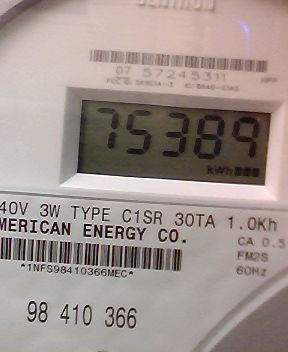 CENTRON
07 57245311
75389
kWh
40V 3W TYPE C1SR 30TA 1.0Kh
MERICAN ENERGY CO.
CA 0.5
FM2S
60Hz
*1NFS98410366MEC*
98 410 366